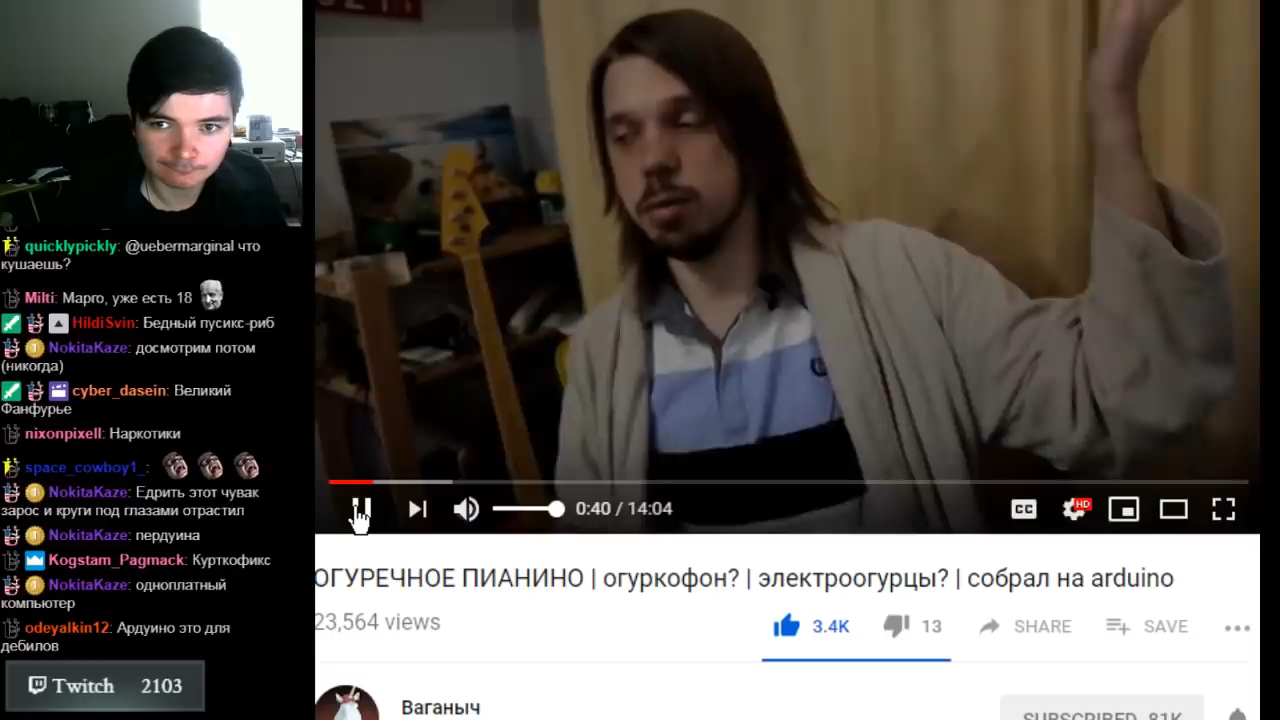 quicklypickly: @uebermarginal что
кушаешь?
Milti: Марго, уже есть 18
HildiSvin: Бедный пусикс-риб
NokitaKaze: досмотрим потом
(никогда)
cyber_dasein: Великий
Фанфурье
nixonpixell: Наркотики
space_cowboy1_:
NokitaKaze: Едрить этот чувак
зарос и круги под глазами отрастил
NokitaKaze: пердуина
Kogstam_Pagmack: Курткофикс
NokitaKaze: одноплатный
компьютер
odeyalkin12: Ардуино это для
дебилов
Twitch 2103
0:40 / 14:04
CC
HD
ОГУРЕЧНОЕ ПИАНИНО | огуркофон? | электроогурцы? | собрал на arduino
23,564 views
3.4K
13
SHARE
SAVE
Ваганыч
SUBSCRIBED 81K